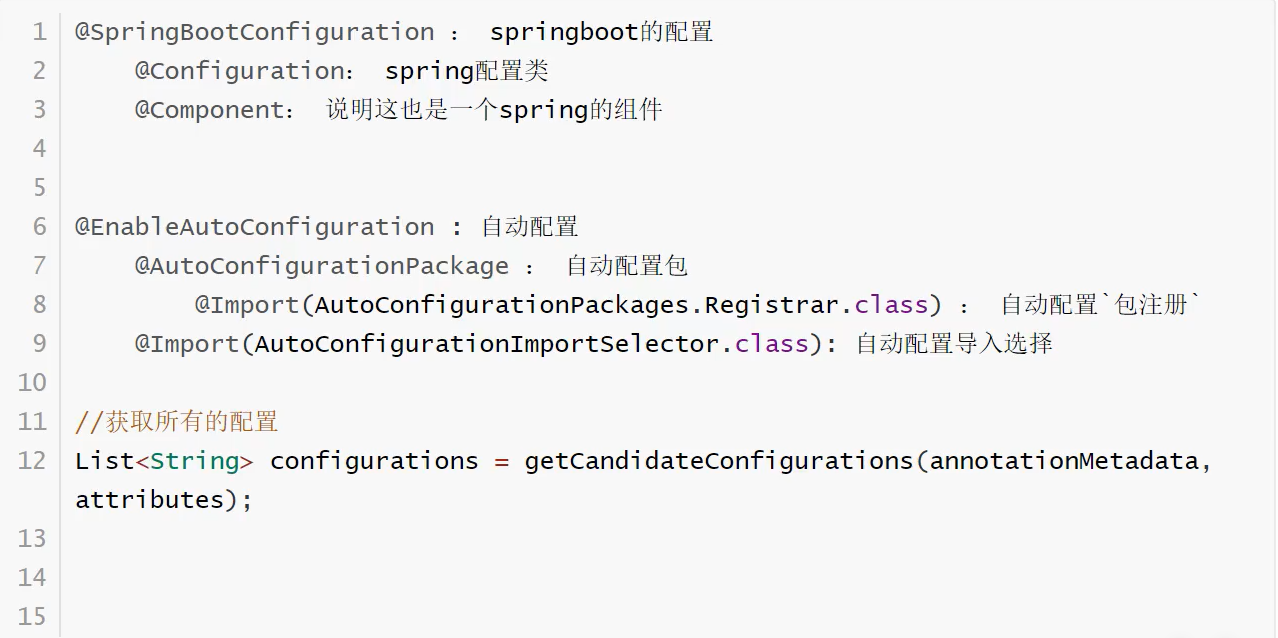 1 @SpringBootConfiguration ： springboot的配置
2 @Configuration： spring配置类
3 @Component： 说明这也是一个spring的组件
4
5
6 @EnableAutoConfiguration : 自动配置
7 @AutoConfigurationPackage ： 自动配置包
8 @Import(AutoConfigurationPackages.Registrar.class) ： 自动配置`包注册`
9 @Import(AutoConfigurationImportSelector.class): 自动配置导入选择
10
11 //获取所有的配置
12 List<String> configurations = getCandidateConfigurations(annotationMetadata,
attributes);
13
14
15